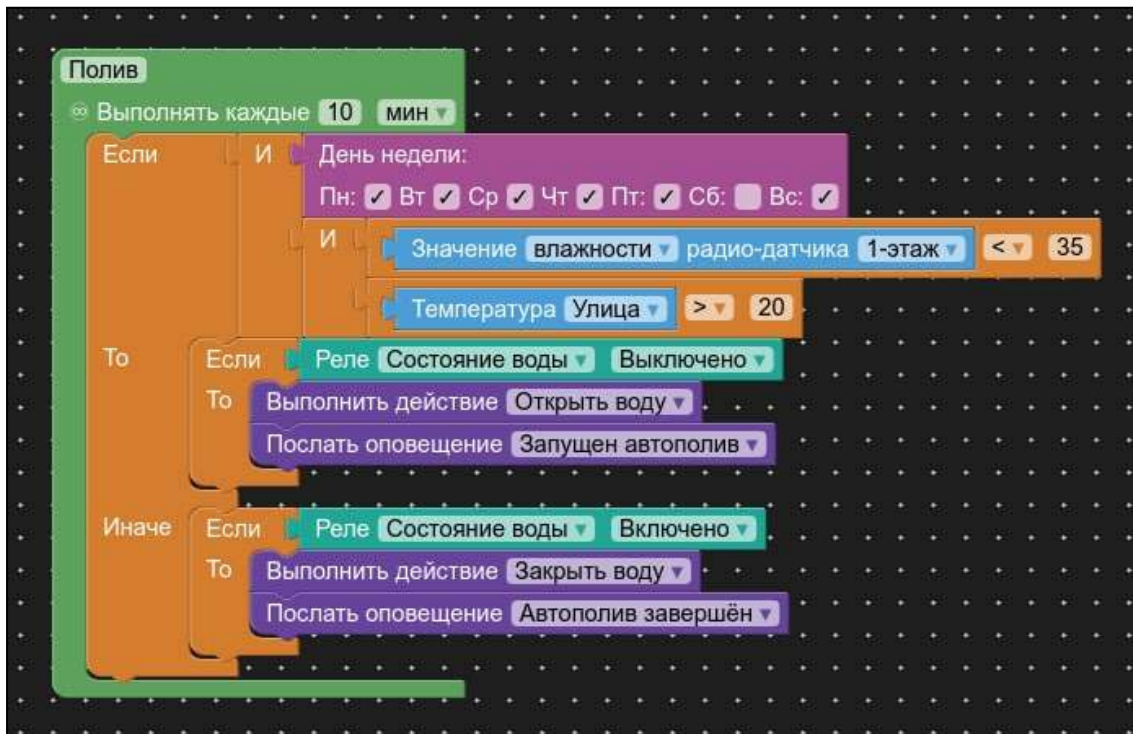 Полив
∞ Выполнять каждые 10 мин
Если И День недели:
Пн: ✓ Вт ✓ Ср ✓ Чт ✓ Пт: ✓ Сб: Вс: ✓
И Значение влажности радио-датчика 1-этаж < 35
Температура Улица > 20
То Если Реле Состояние воды Выключено
То Выполнить действие Открыть воду
Послать оповещение Запущен автополив
Иначе Если Реле Состояние воды Включено
То Выполнить действие Закрыть воду
Послать оповещение Автополив завершён